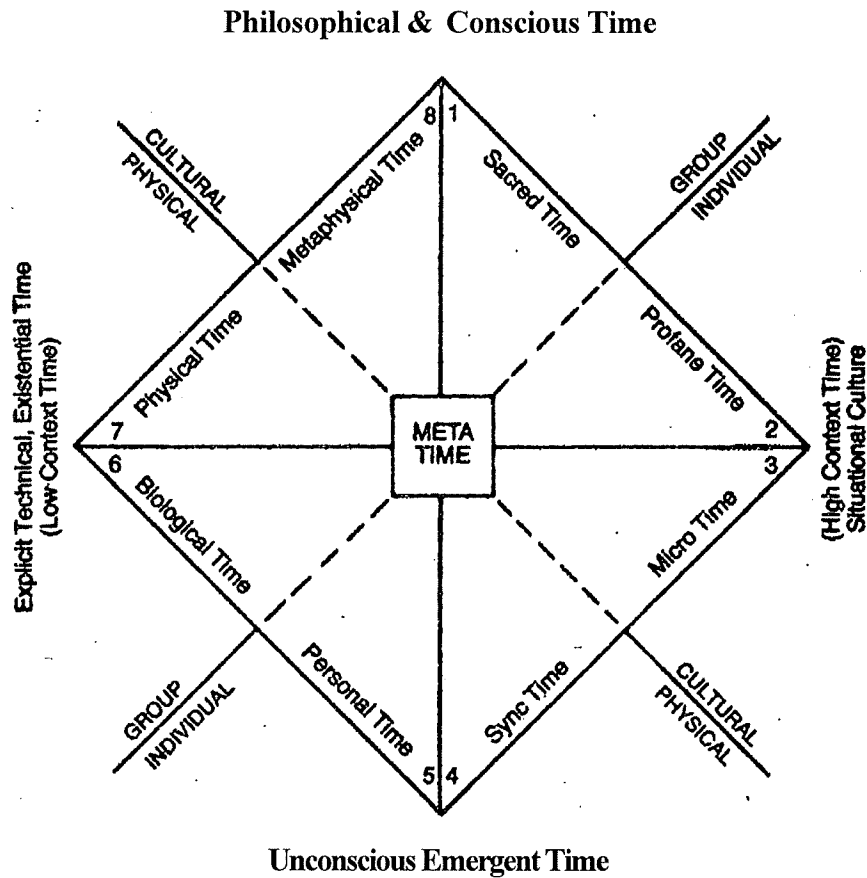 Philosophical & Conscious Time
8
1
CULTURAL
PHYSICAL
Metaphysical Time
Sacred Time
GROUP
INDIVIDUAL
Explicit Technical, Existential Time
(Low Context Time)
Physical Time
Profane Time
(High Context Time)
Situational Culture
7
2
META
TIME
6
3
Biological Time
Micro Time
GROUP
INDIVIDUAL
Personal Time
Sync Time
CULTURAL
PHYSICAL
5
4
Unconscious Emergent Time